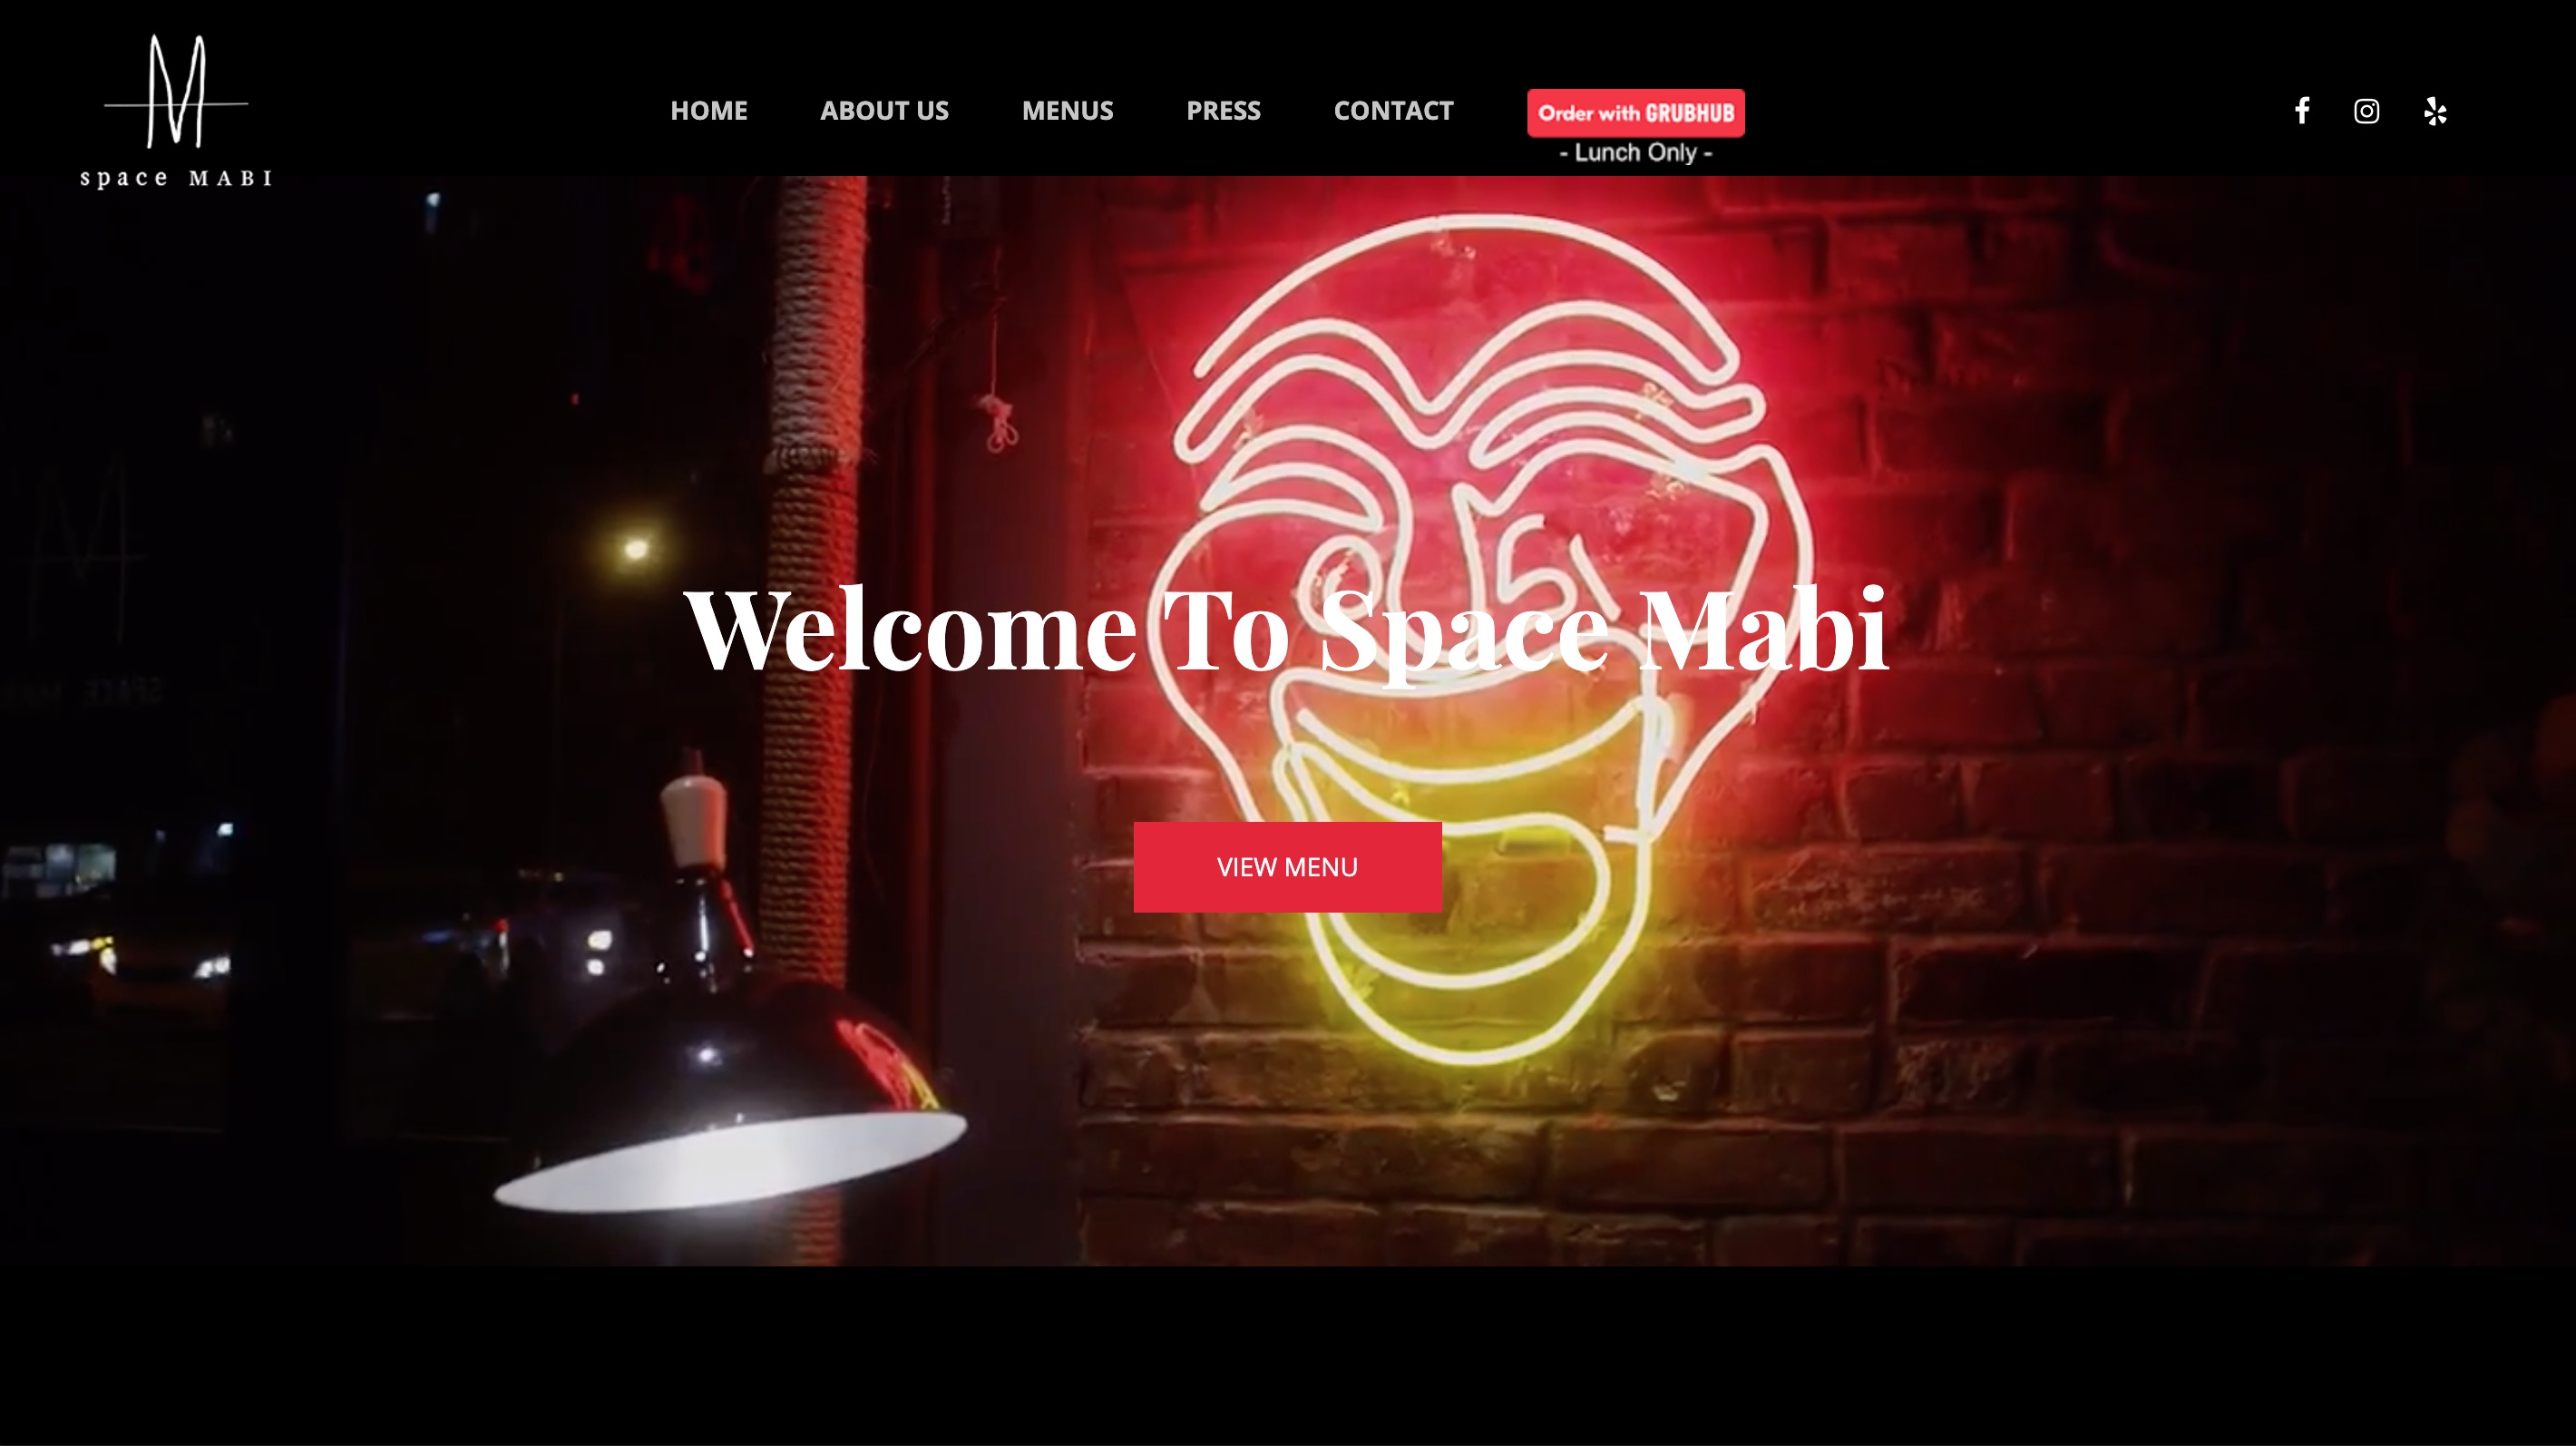 M
space MABI
HOME
ABOUT US
MENUS
PRESS
CONTACT
Order with GRUBHUB
- Lunch Only -
Welcome To Space Mabi
VIEW MENU